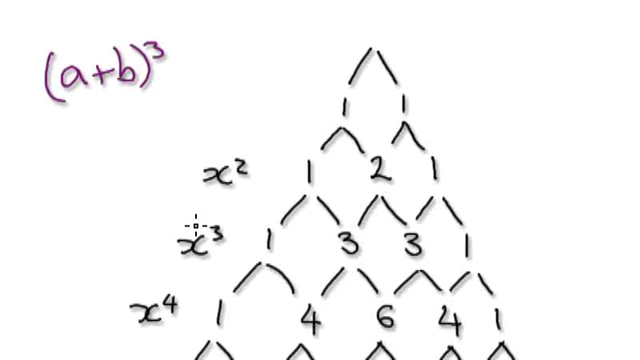 (a+b)³
1 1
x² 1 2 1
x³ 1 3 3 1
x⁴ 1 4 6 4 1